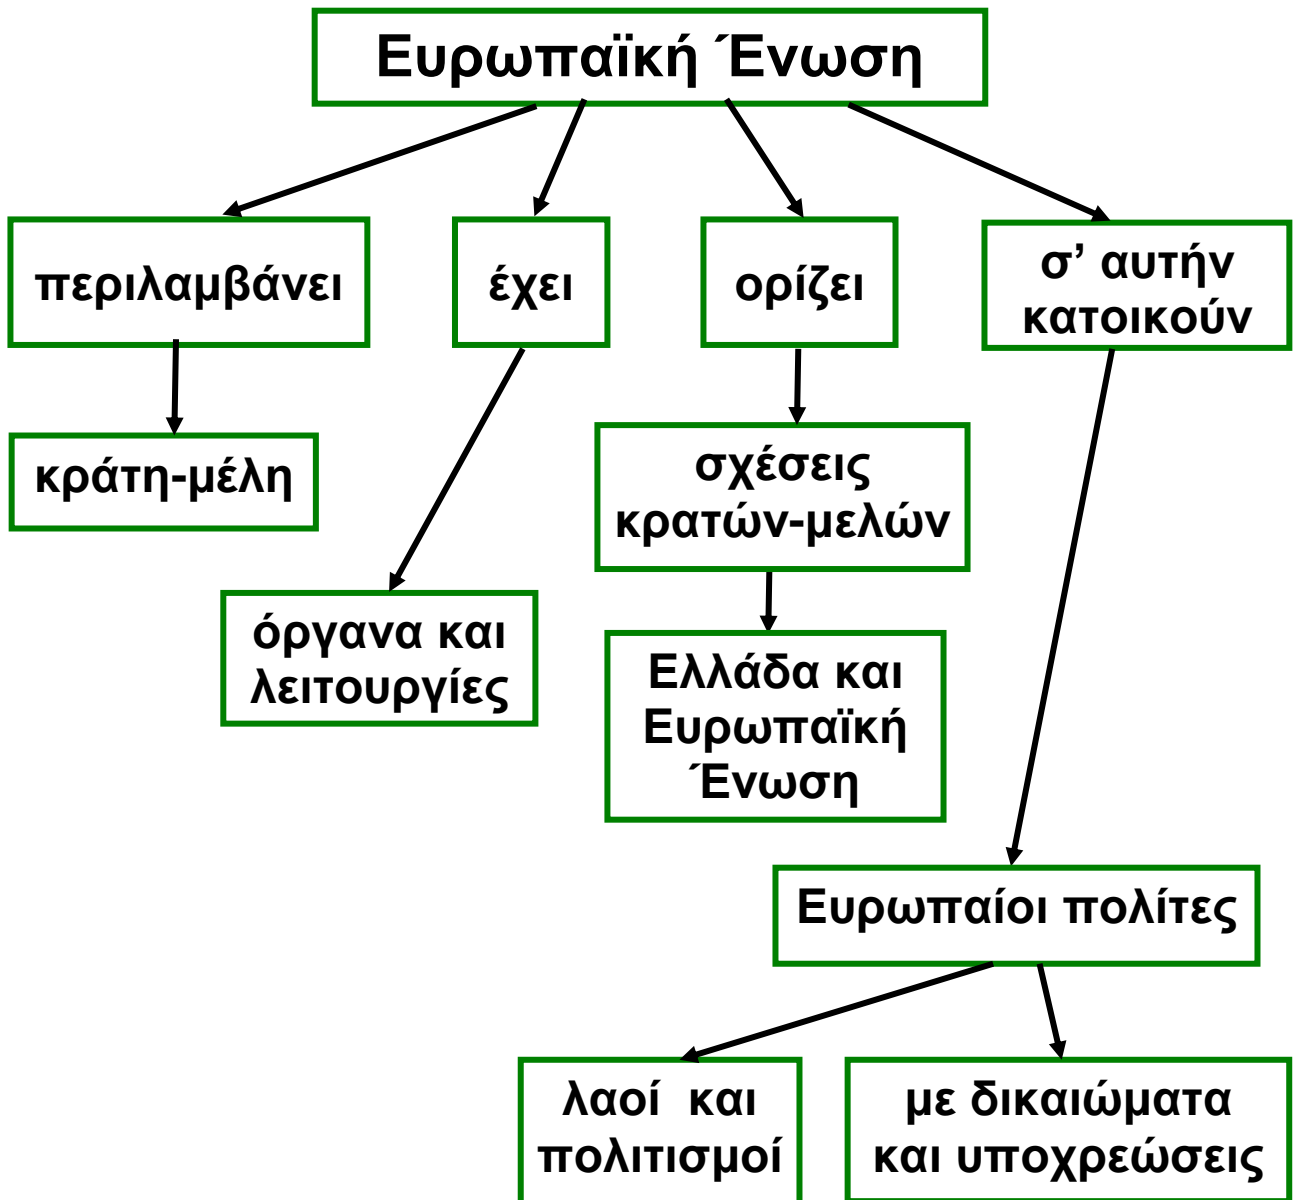 Ευρωπαϊκή Ένωση
περιλαμβάνει
έχει
ορίζει
σ’ αυτήν
κατοικούν
κράτη-μέλη
σχέσεις
κρατών-μελών
όργανα και
λειτουργίες
Ελλάδα και
Ευρωπαϊκή
Ένωση
Ευρωπαίοι πολίτες
λαοί και
πολιτισμοί
με δικαιώματα
και υποχρεώσεις